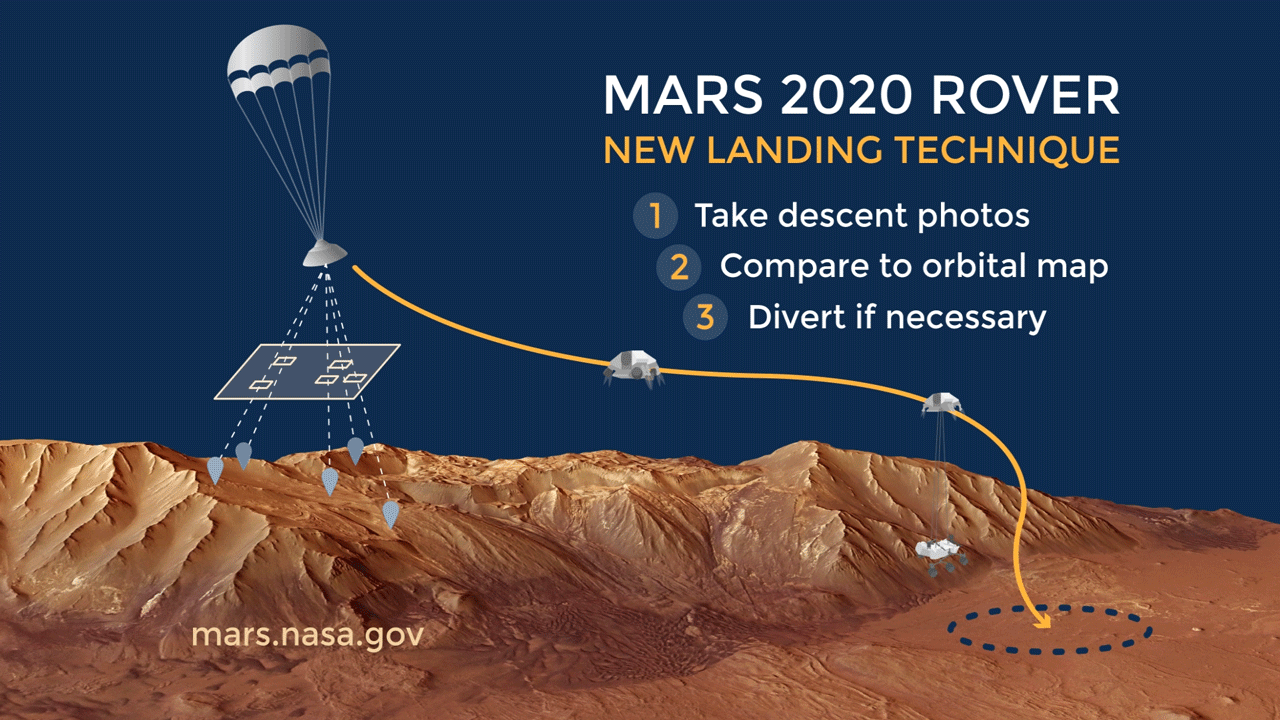 MARS 2020 ROVER
NEW LANDING TECHNIQUE
1 Take descent photos
2 Compare to orbital map
3 Divert if necessary
mars.nasa.gov